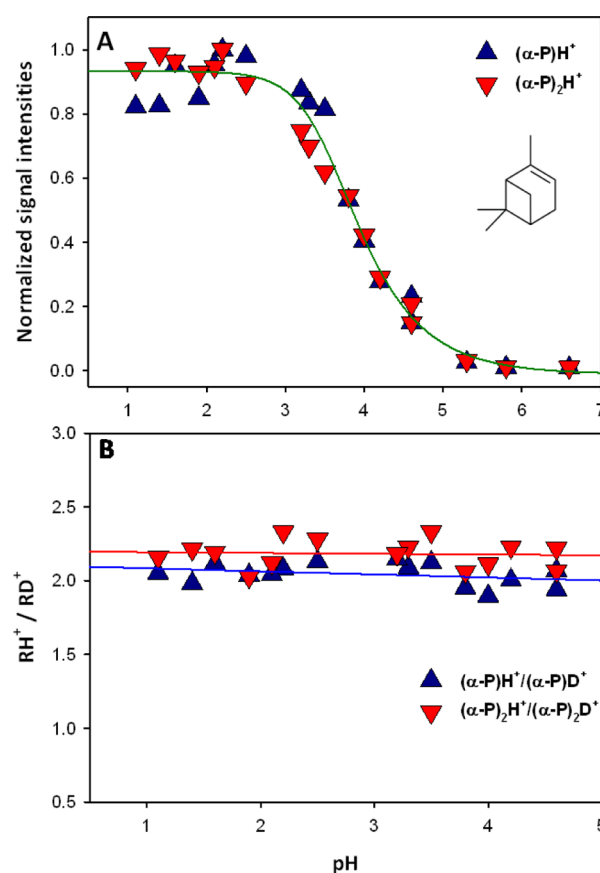 A
(α-P)H⁺
(α-P)₂H⁺
Normalized signal intensities
1.0
0.8
0.6
0.4
0.2
0.0
1 2 3 4 5 6 7
B
3.0
2.5
2.0
1.5
1.0
0.5
RH⁺ / RD⁺
(α-P)H⁺/(α-P)D⁺
(α-P)₂H⁺/(α-P)₂D⁺
1 2 3 4 5
pH